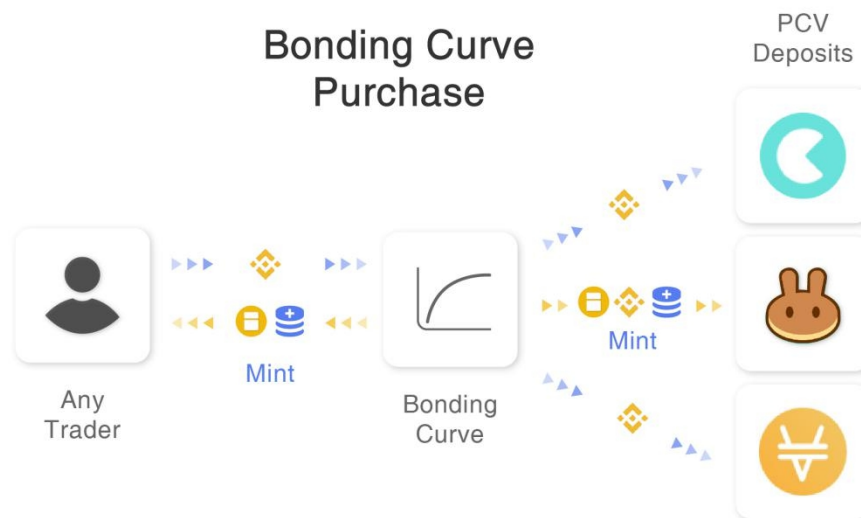 Bonding Curve
Purchase
PCV
Deposits
Mint
Mint
Any
Trader
Bonding
Curve